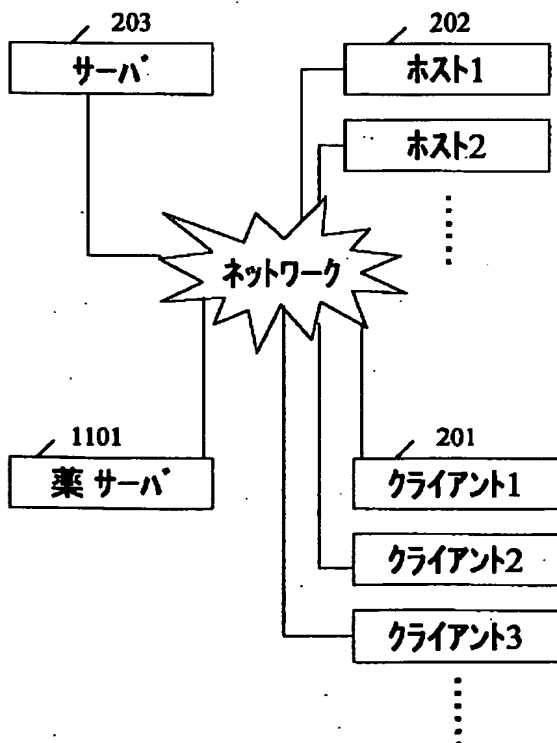 203
サーバ
202
ホスト1
ホスト2
ネットワーク
1101
薬 サーバ
201
クライアント1
クライアント2
クライアント3